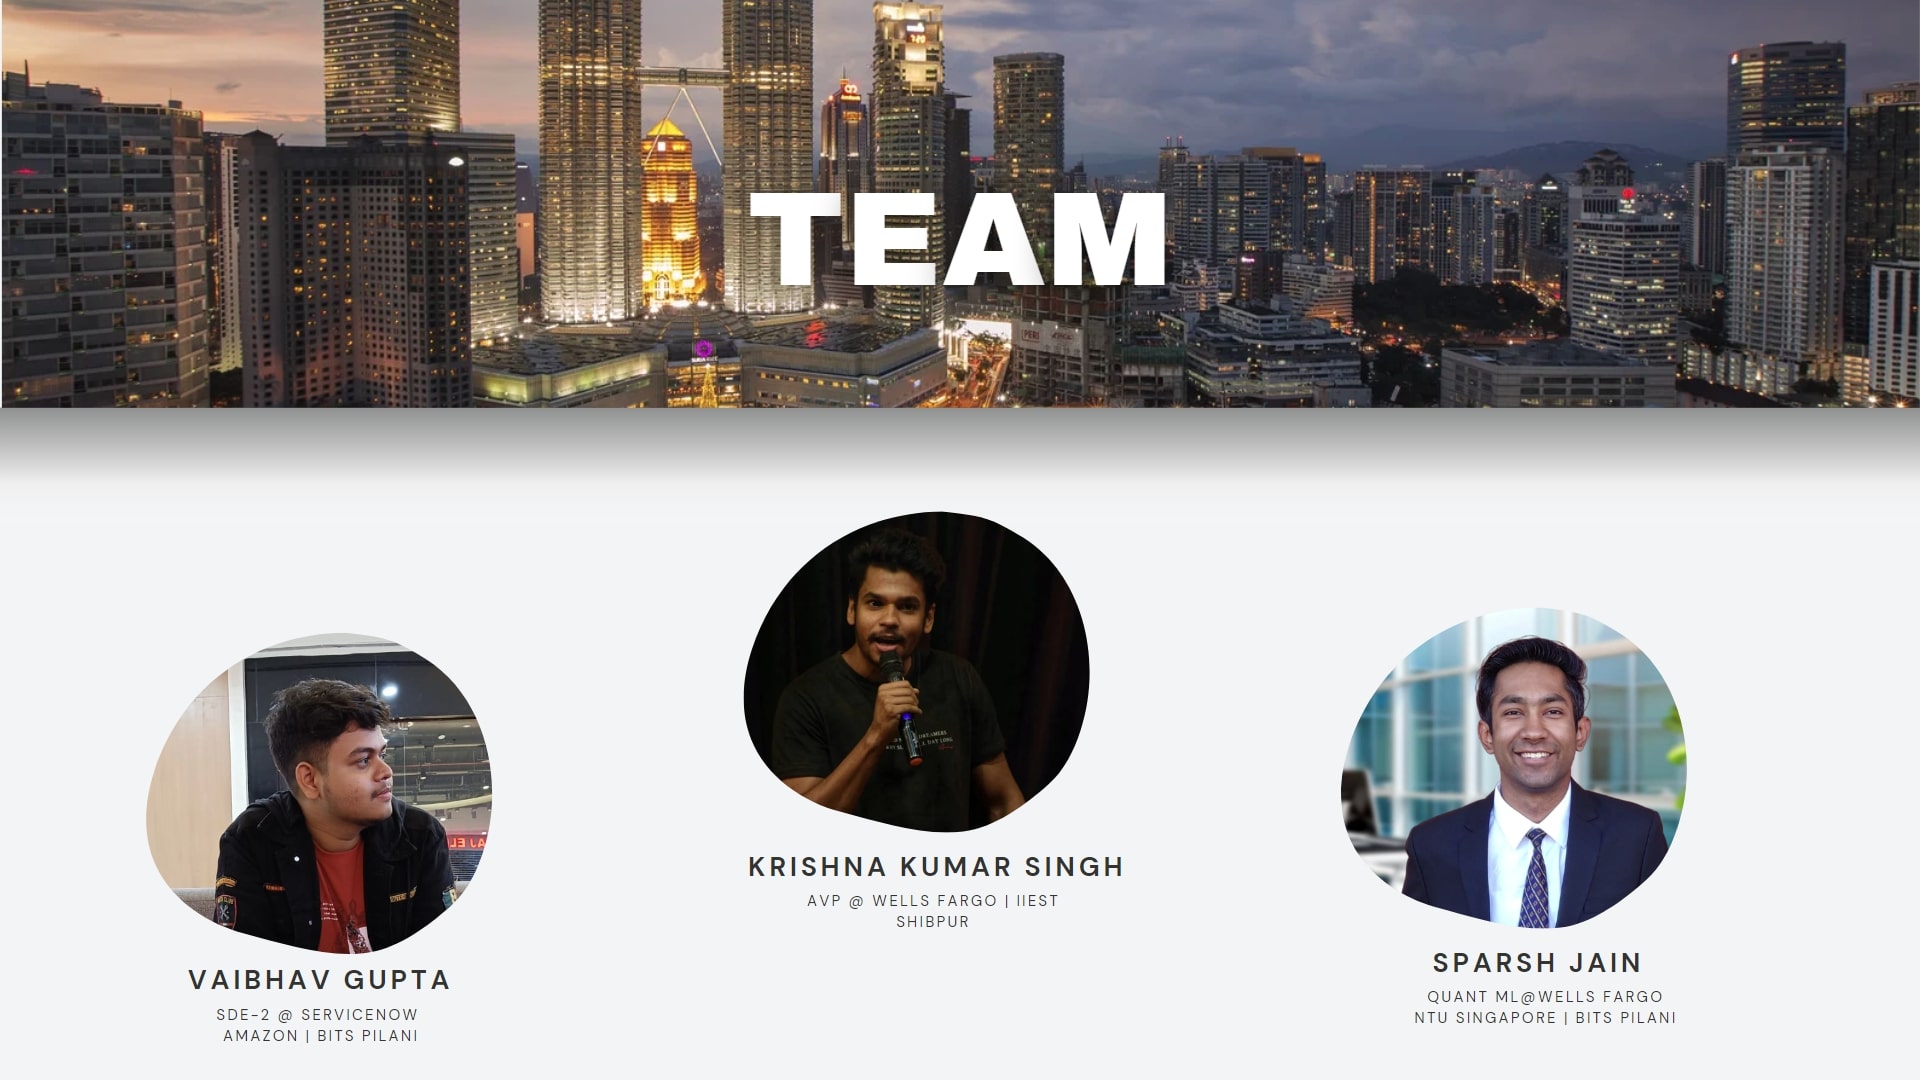 TEAM
KRISHNA KUMAR SINGH
AVP @ WELLS FARGO | IIEST
SHIBPUR
VAIBHAV GUPTA
SDE-2 @ SERVICENOW
AMAZON | BITS PILANI
SPARSH JAIN
QUANT ML@WELLS FARGO
NTU SINGAPORE | BITS PILANI